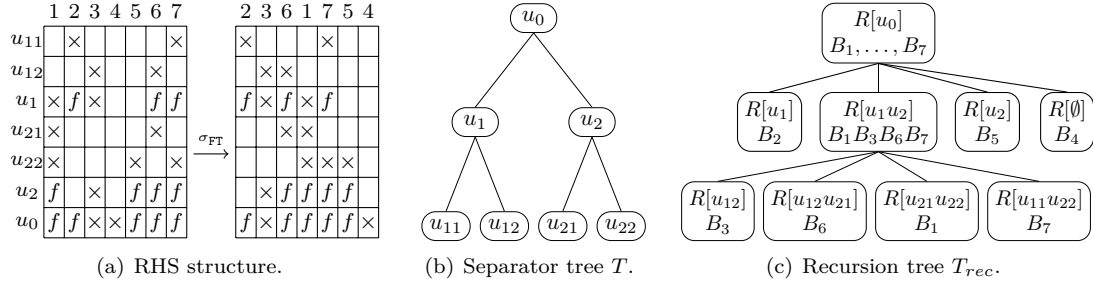 1 2 3 4 5 6 7 2 3 6 1 7 5 4
u₁₁ × × × ×
u₁₂ × × × ×
u₁ × f × f f f × f × f
u₂₁ × × × ×
σ_FT
u₂₂ × × × × × ×
u₂ f × f f f × f f f f
u₀ f f × × f f f f × f f f f ×
(a) RHS structure.
u₀
u₁ u₂
u₁₁ u₁₂ u₂₁ u₂₂
(b) Separator tree T.
R[u₀]
B₁, . . . , B₇
R[u₁] R[u₁u₂] R[u₂] R[∅]
B₂ B₁B₃B₆B₇ B₅ B₄
R[u₁₂] R[u₁₂u₂₁] R[u₂₁u₂₂] R[u₁₁u₂₂]
B₃ B₆ B₁ B₇
(c) Recursion tree T_rec.